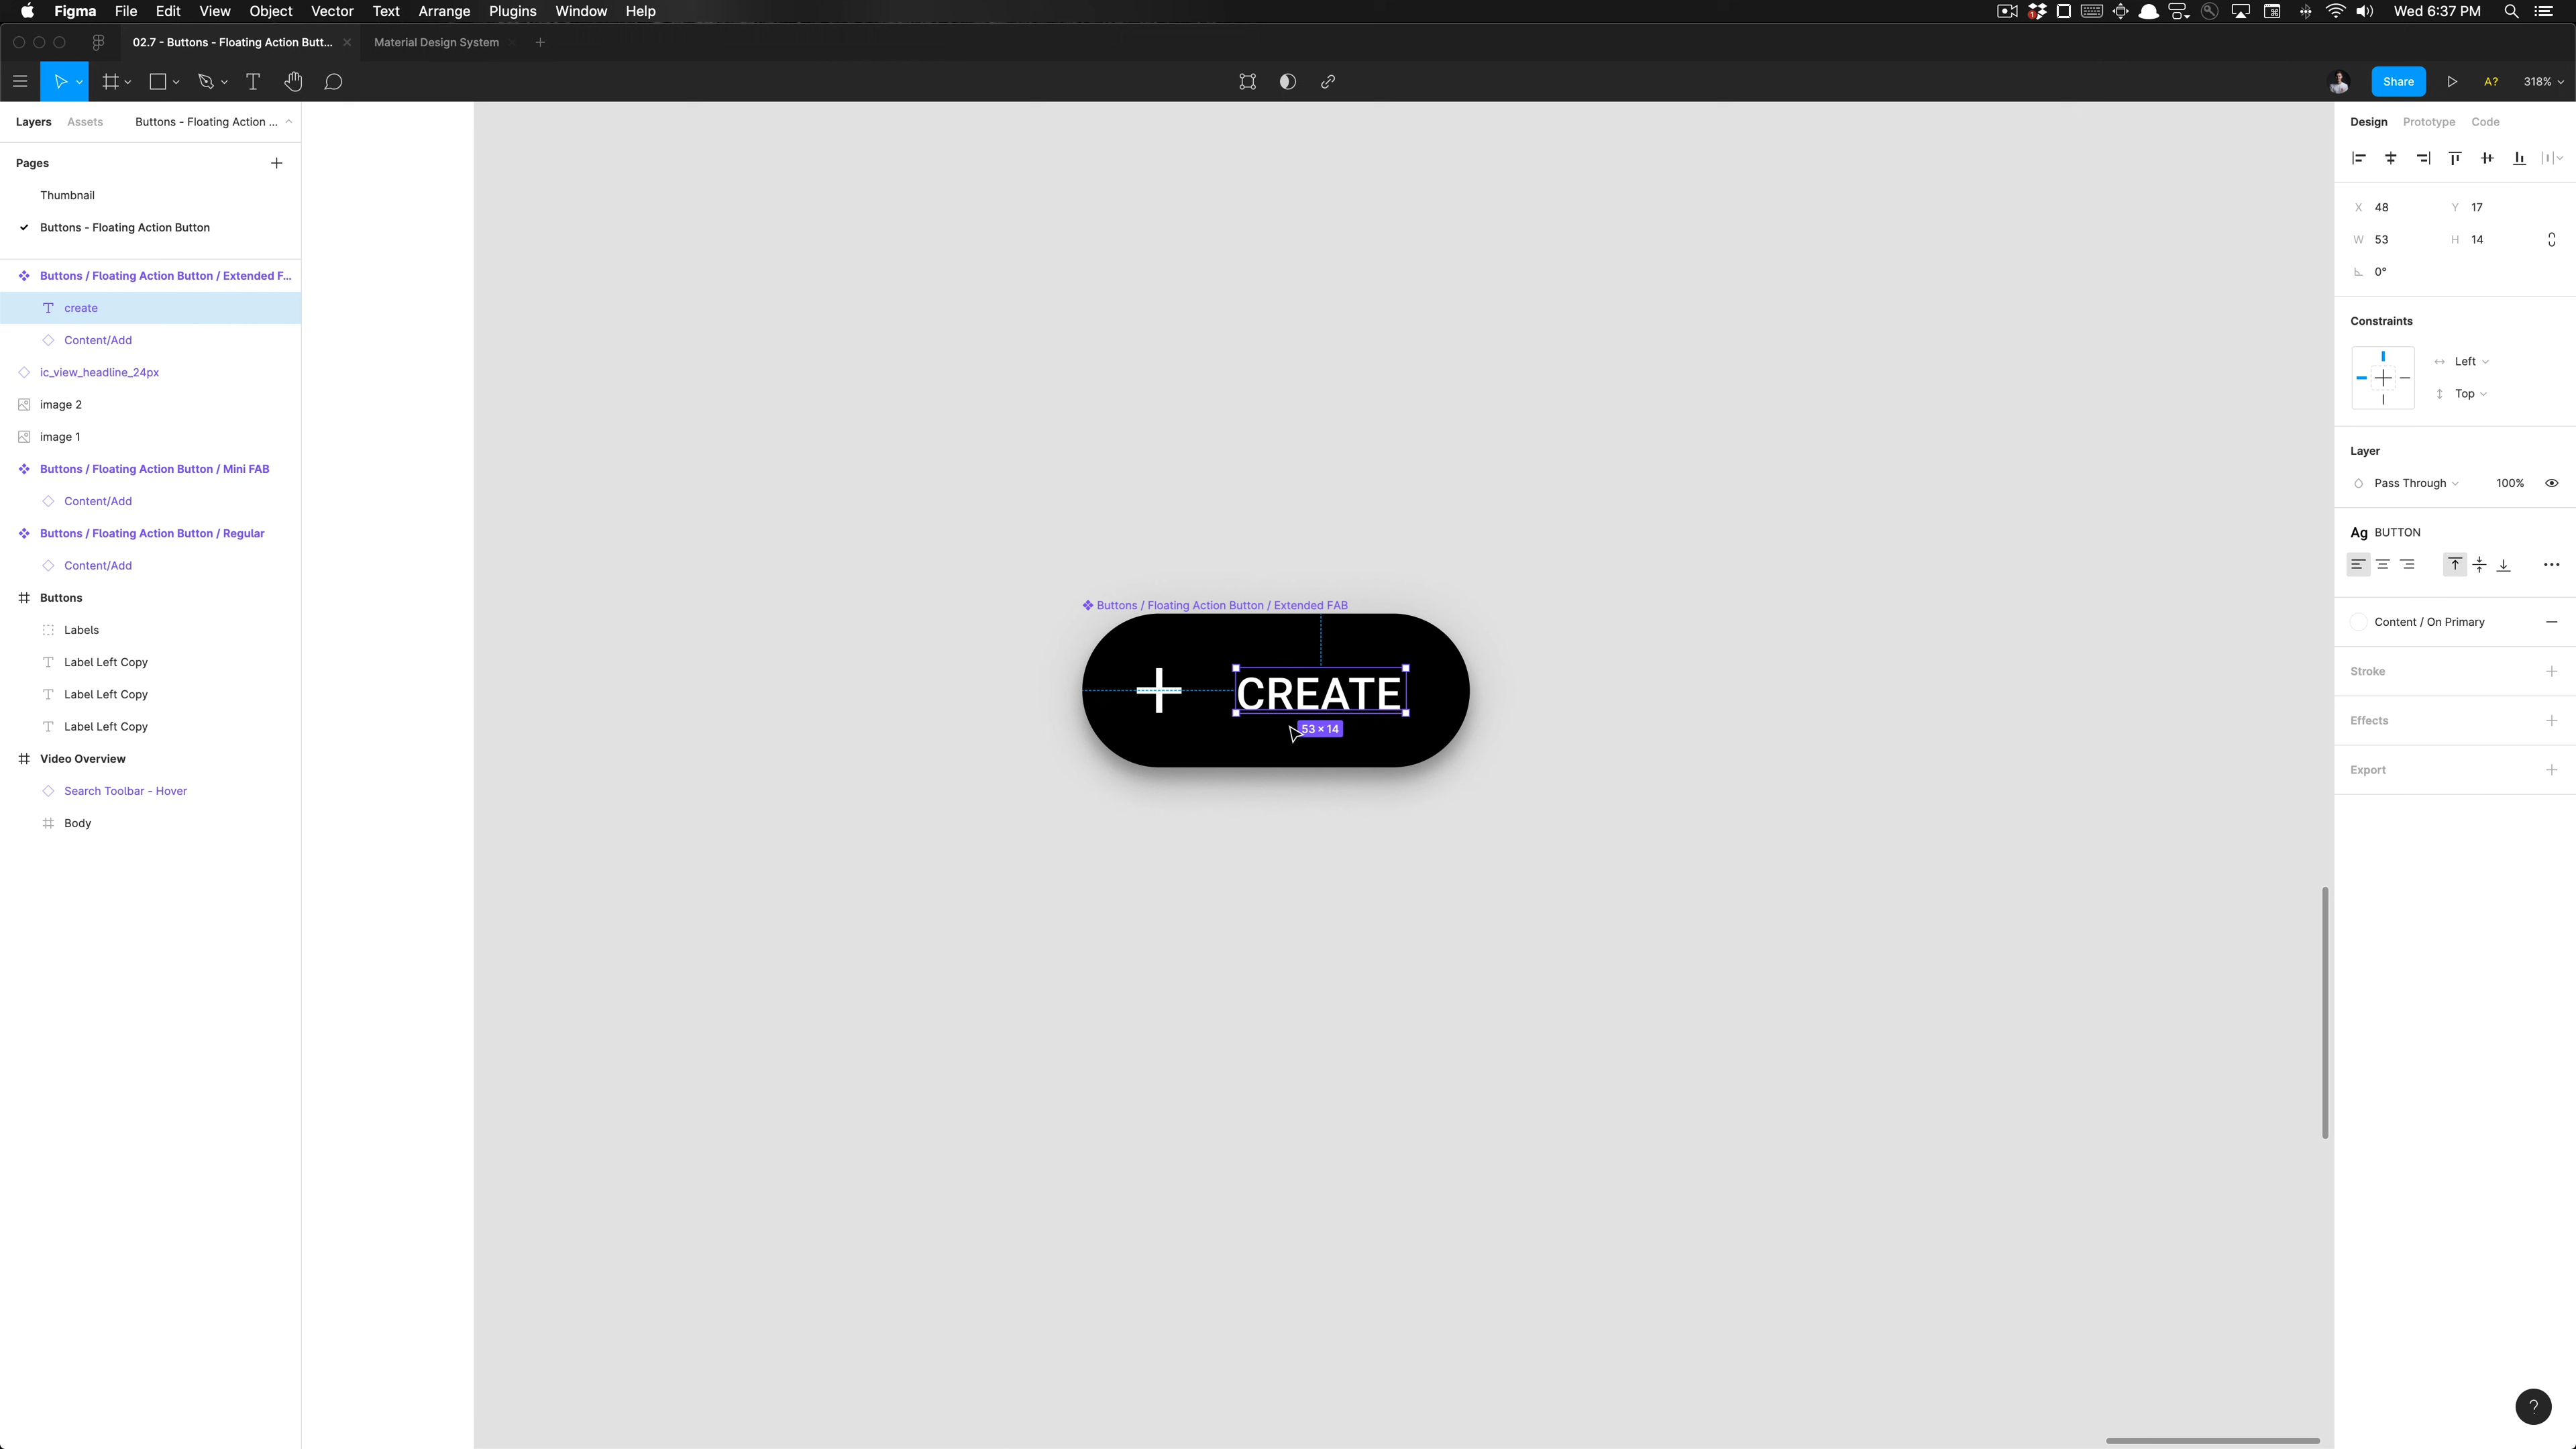 Figma File Edit View Object Vector Text Arrange Plugins Window Help Wed 6:37 PM
02.7 - Buttons - Floating Action Butt... Material Design System
Share A? 318%
Layers Assets Buttons - Floating Action ...
Pages
Thumbnail
Buttons - Floating Action Button
Buttons / Floating Action Button / Extended F...
create
Content/Add
ic_view_headline_24px
image 2
image 1
Buttons / Floating Action Button / Mini FAB
Content/Add
Buttons / Floating Action Button / Regular
Content/Add
Buttons
Labels
Label Left Copy
Label Left Copy
Label Left Copy
Video Overview
Search Toolbar - Hover
Body
Buttons / Floating Action Button / Extended FAB
CREATE
53 × 14
Design Prototype Code
X 48 Y 17
W 53 H 14
0°
Constraints
Left
Top
Layer
Pass Through 100%
Ag BUTTON
Content / On Primary
Stroke
Effects
Export
?